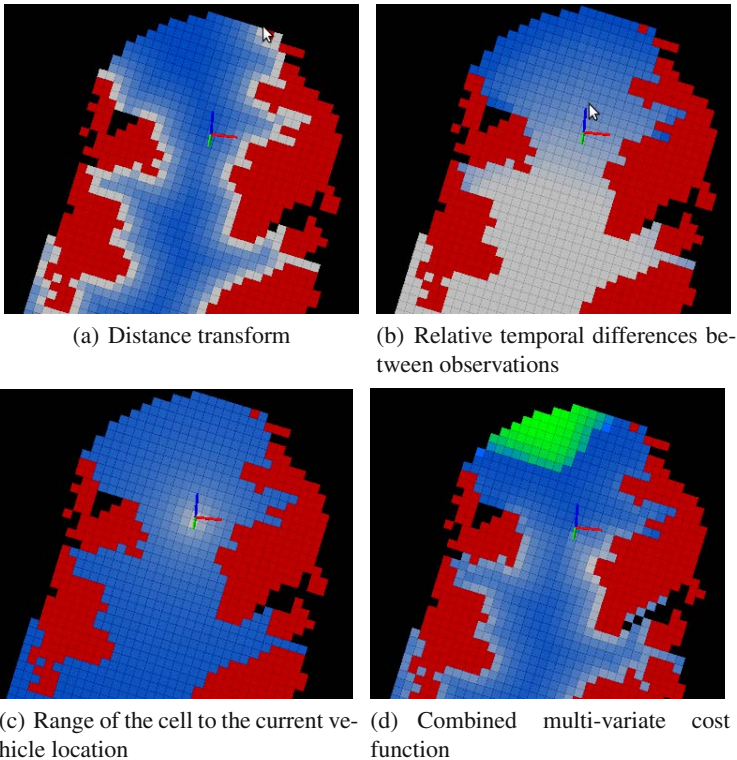 (a) Distance transform
(b) Relative temporal differences be-
tween observations
(c) Range of the cell to the current ve-
hicle location
(d) Combined multi-variate cost
function